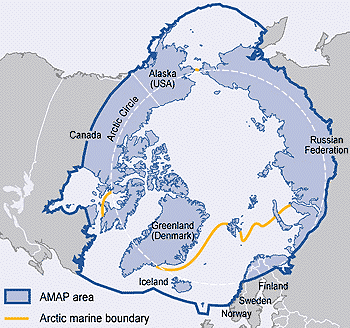 Alaska
(USA)
Arctic Circle
Canada
Russian
Federation
Greenland
(Denmark)
Iceland
Finland
Sweden
Norway
AMAP area
Arctic marine boundary